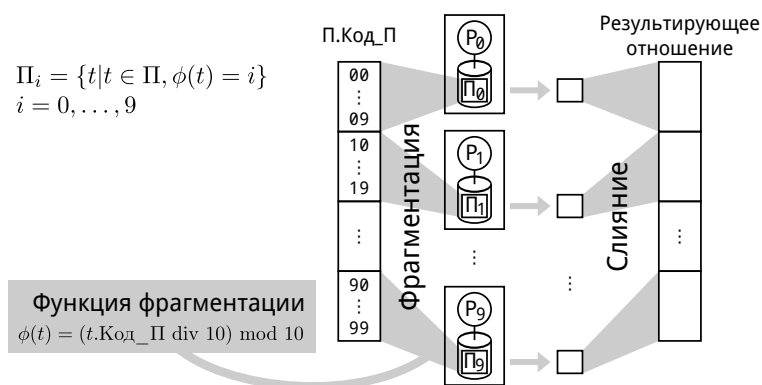 П.Код_П
Результирующее
отношение
Π_i = {t|t ∈ Π, ϕ(t) = i}
i = 0, . . . , 9
00
⋮
09
10
⋮
19
⋮
90
⋮
99
Фрагментация
P₀
П₀
P₁
П₁
⋮
P₉
П₉
⋮
Слияние
⋮
Функция фрагментации
ϕ(t) = (t.Код_П div 10) mod 10